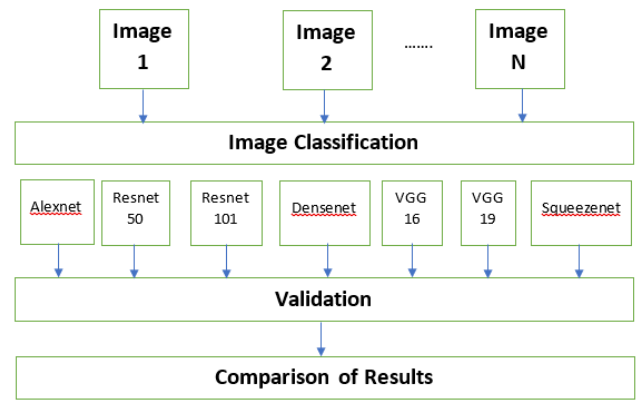 Image
1
Image
2
.......
Image
N
Image Classification
Alexnet
Resnet
50
Resnet
101
Densenet
VGG
16
VGG
19
Squeezenet
Validation
Comparison of Results